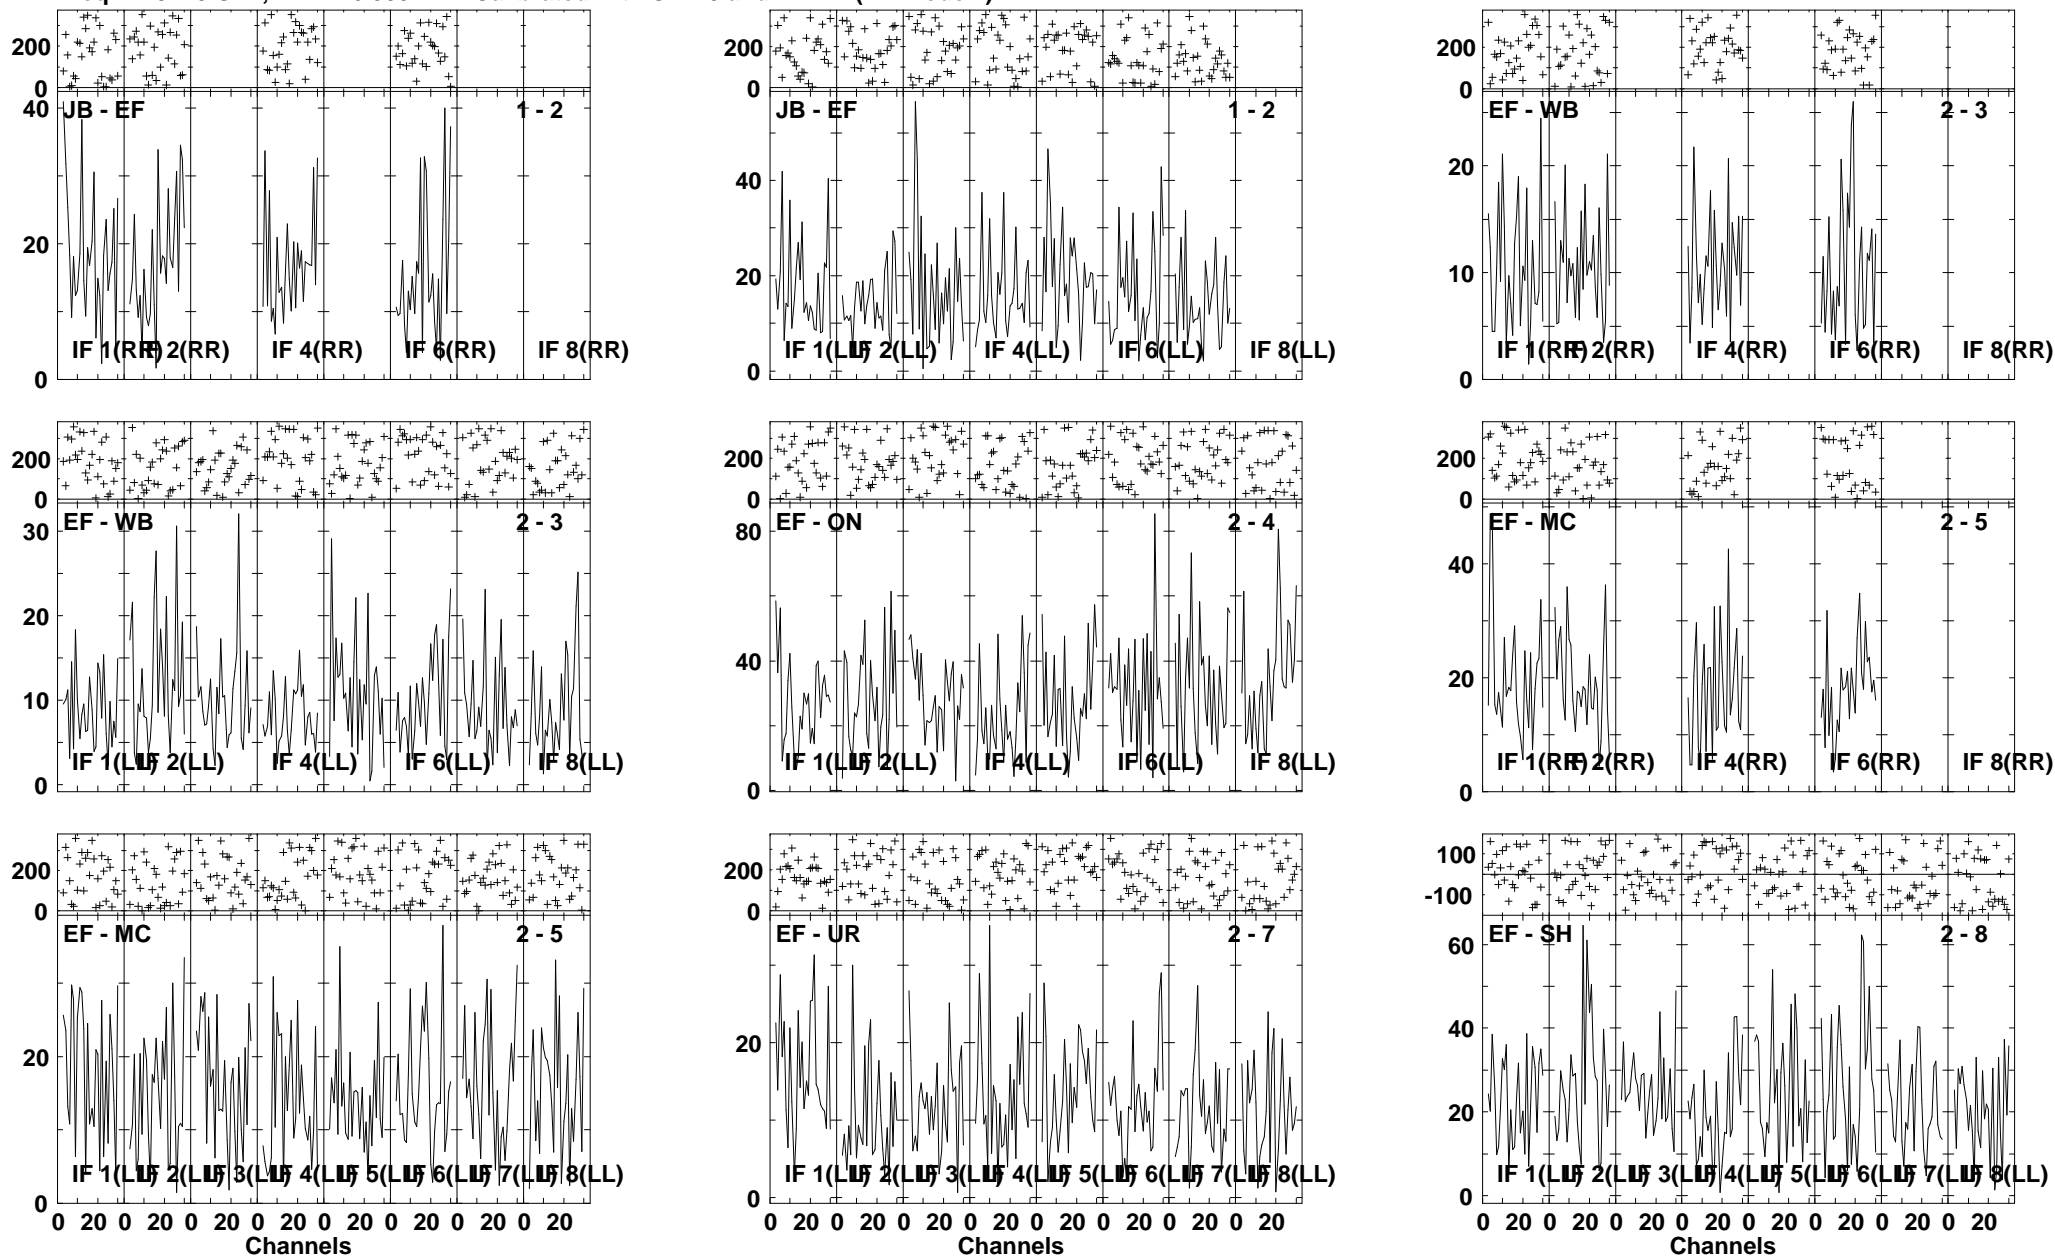 200
0
200
0
200
0
40
20
0
JB - EF 1 - 2
IF 1(RR) 2(RR) IF 4(RR) IF 6(RR) IF 8(RR)
40
20
0
JB - EF 1 - 2
IF 1(LL) IF 2(LL) IF 4(LL) IF 6(LL) IF 8(LL)
20
10
0
EF - WB 2 - 3
IF 1(RR) 2(RR) IF 4(RR) IF 6(RR) IF 8(RR)
200
0
200
0
200
0
30
20
10
0
EF - WB 2 - 3
IF 1(LL) IF 2(LL) IF 4(LL) IF 6(LL) IF 8(LL)
80
40
0
EF - ON 2 - 4
IF 1(LL) IF 2(LL) IF 4(LL) IF 6(LL) IF 8(LL)
40
20
0
EF - MC 2 - 5
IF 1(RR) 2(RR) IF 4(RR) IF 6(RR) IF 8(RR)
200
0
200
0
100
-100
20
0
EF - MC 2 - 5
IF 1(LL) IF 2(LL) IF 3(LL) IF 4(LL) IF 5(LL) IF 6(LL) IF 7(LL) IF 8(LL)
20
0
EF - UR 2 - 7
IF 1(LL) IF 2(LL) IF 3(LL) IF 4(LL) IF 5(LL) IF 6(LL) IF 7(LL) IF 8(LL)
60
40
20
0
EF - SH 2 - 8
IF 1(LL) IF 2(LL) IF 3(LL) IF 4(LL) IF 5(LL) IF 6(LL) IF 7(LL) IF 8(LL)
0 20 0 20 0 20 0 20 0 20 0 20 0 20 0 20
Channels
0 20 0 20 0 20 0 20 0 20 0 20 0 20 0 20
Channels
0 20 0 20 0 20 0 20 0 20 0 20 0 20 0 20
Channels